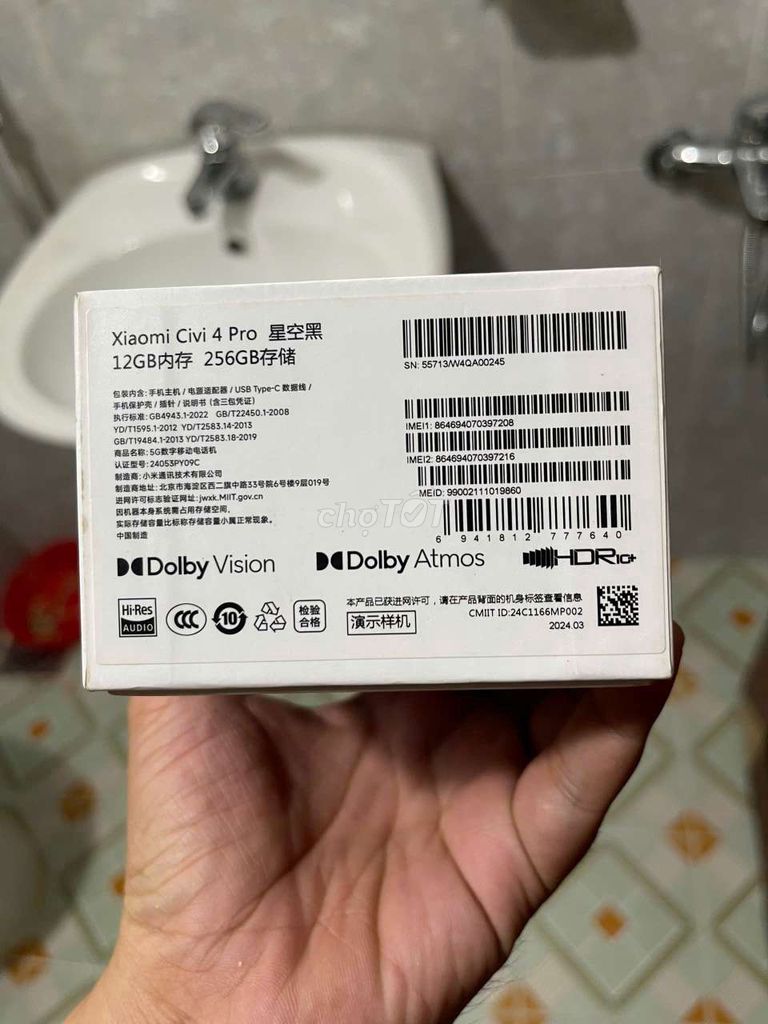 Xiaomi Civi 4 Pro 星空黑
12GB内存 256GB存储
包装内含: 手机主机 / 电源适配器 / USB Type-C 数据线 /
手机保护壳 / 插针 / 说明书 (含三包凭证)
执行标准: GB4943.1-2022 GB/T22450.1-2008
YD/T1595.1-2012 YD/T2583.14-2013
GB/T19484.1-2013 YD/T2583.18-2019
商品名称: 5G数字移动电话机
认证型号: 24053PY09C
制造商: 小米通讯技术有限公司
制造商地址: 北京市海淀区西二旗中路33号院6号楼9层019号
进网许可标志验证网址: jwxk.MIIT.gov.cn
因机器本身系统需占用存储空间,
实际存储容量比标称存储容量小属正常现象。
中国制造
SN: 55713/W4QA00245
IMEI1: 864694070397208
IMEI2: 864694070397216
MEID: 99002111019860
6 941812 777640
chợTỐT
Dolby Vision
Dolby Atmos
HDR10+
Hi-Res
AUDIO
CCC
10
检验
合格
本产品已获进网许可，请在产品背面的机身标签查看信息
演示样机
CMIIT ID:24C1166MP002
2024.03